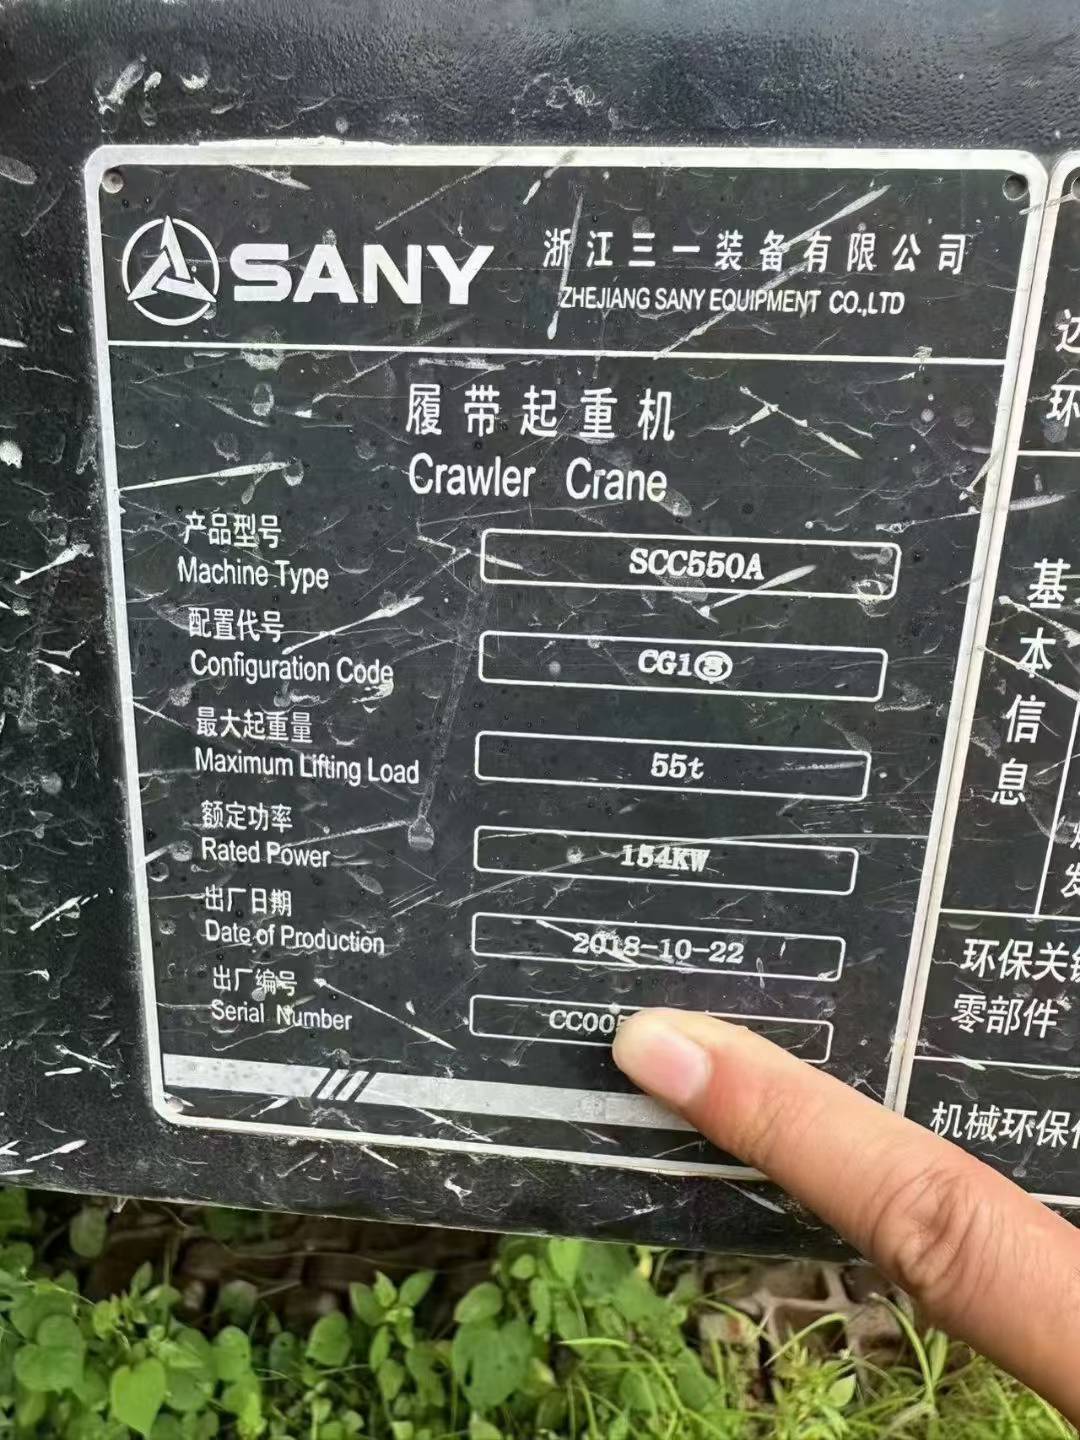 SANY 浙江三一装备有限公司
ZHEJIANG SANY EQUIPMENT CO.,LTD
履带起重机
Crawler Crane
产品型号
Machine Type SCC550A
配置代号
Configuration Code CG1⑧
最大起重量
Maximum Lifting Load 55t
额定功率
Rated Power 154KW
出厂日期
Date of Production 2018-10-22
出厂编号
Serial Number CC005
环
基本信息
环保关键
零部件
机械环保